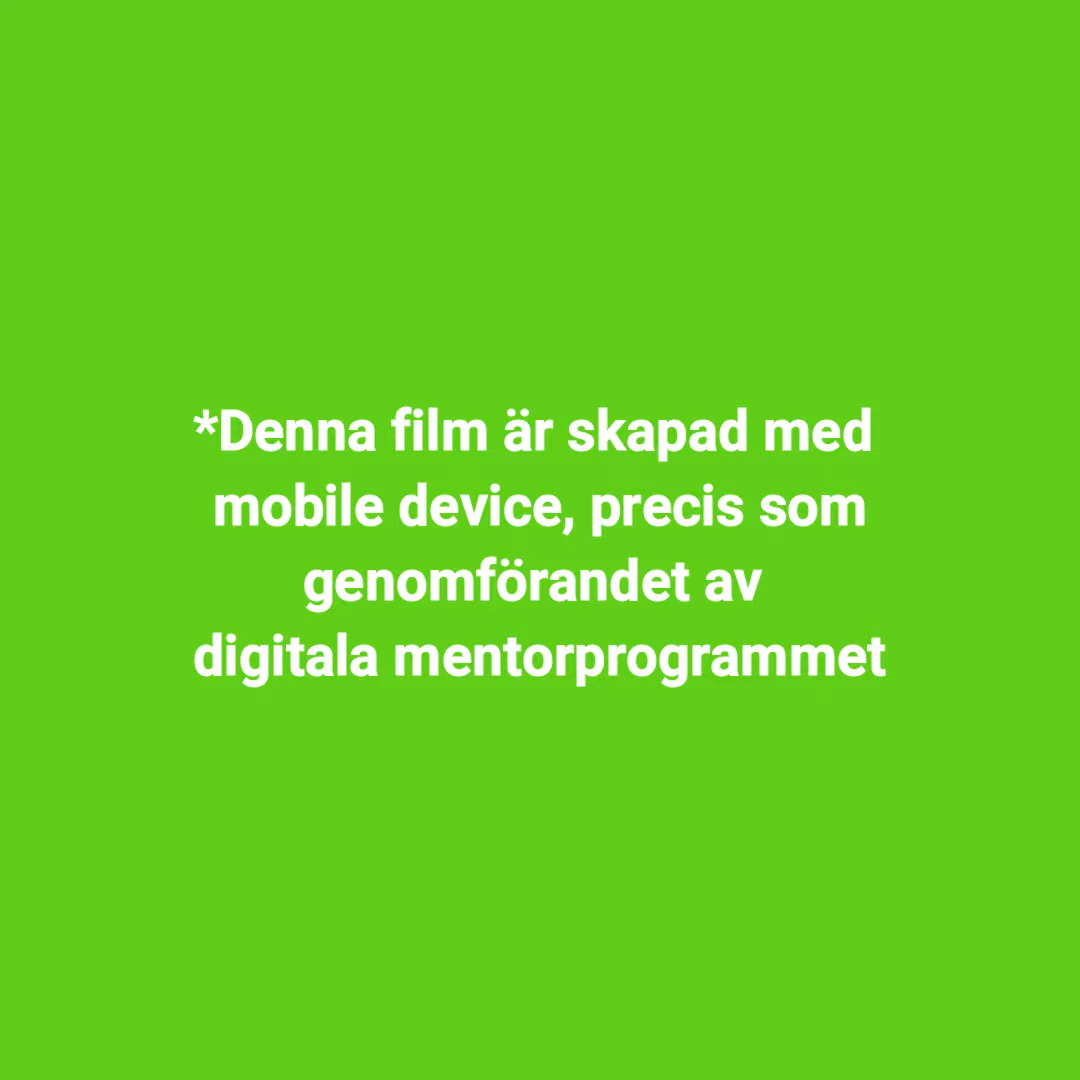 *Denna film är skapad med
mobile device, precis som
genomförandet av
digitala mentorprogrammet